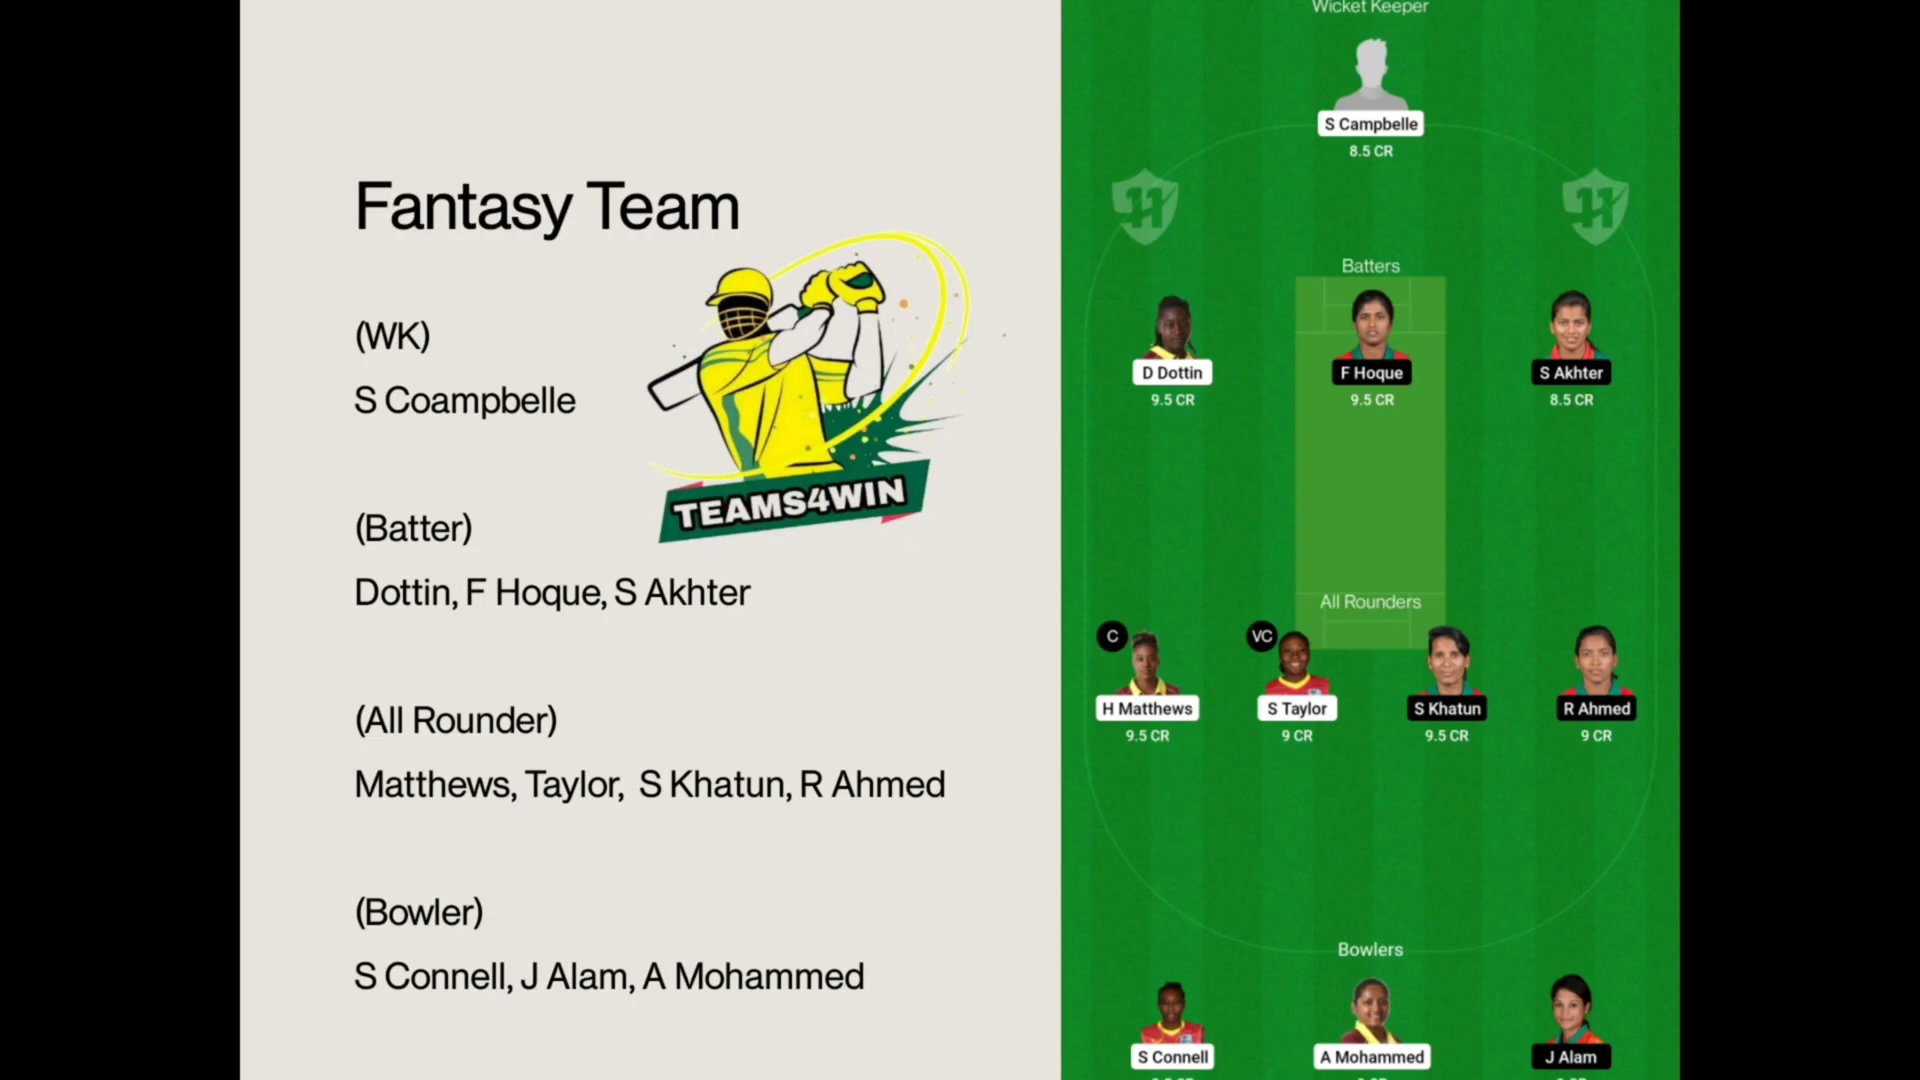 Fantasy Team
(WK)
S Coampbelle
(Batter)
Dottin, F Hoque, S Akhter
(All Rounder)
Matthews, Taylor, S Khatun, R Ahmed
(Bowler)
S Connell, J Alam, A Mohammed
TEAMS4WIN
Wicket Keeper
S Campbelle
8.5 CR
Batters
D Dottin F Hoque S Akhter
9.5 CR 9.5 CR 8.5 CR
All Rounders
C VC
H Matthews S Taylor S Khatun R Ahmed
9.5 CR 9 CR 9.5 CR 9 CR
Bowlers
S Connell A Mohammed J Alam